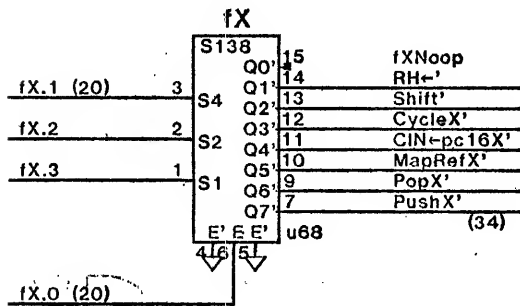 fX
S138
15 fXNoop
Q0'
14 RH←'
Q1'
fX.1 (20) 3 S4
13 Shift'
Q2'
12 CycleX'
Q3'
fX.2 2 S2
11 CIN←pc16X'
Q4'
10 MapRefX'
Q5'
fX.3 1 S1
9 PopX'
Q6'
7 PushX'
Q7'
(34)
E' E E' u68
4 6 5
fX.0 (20)